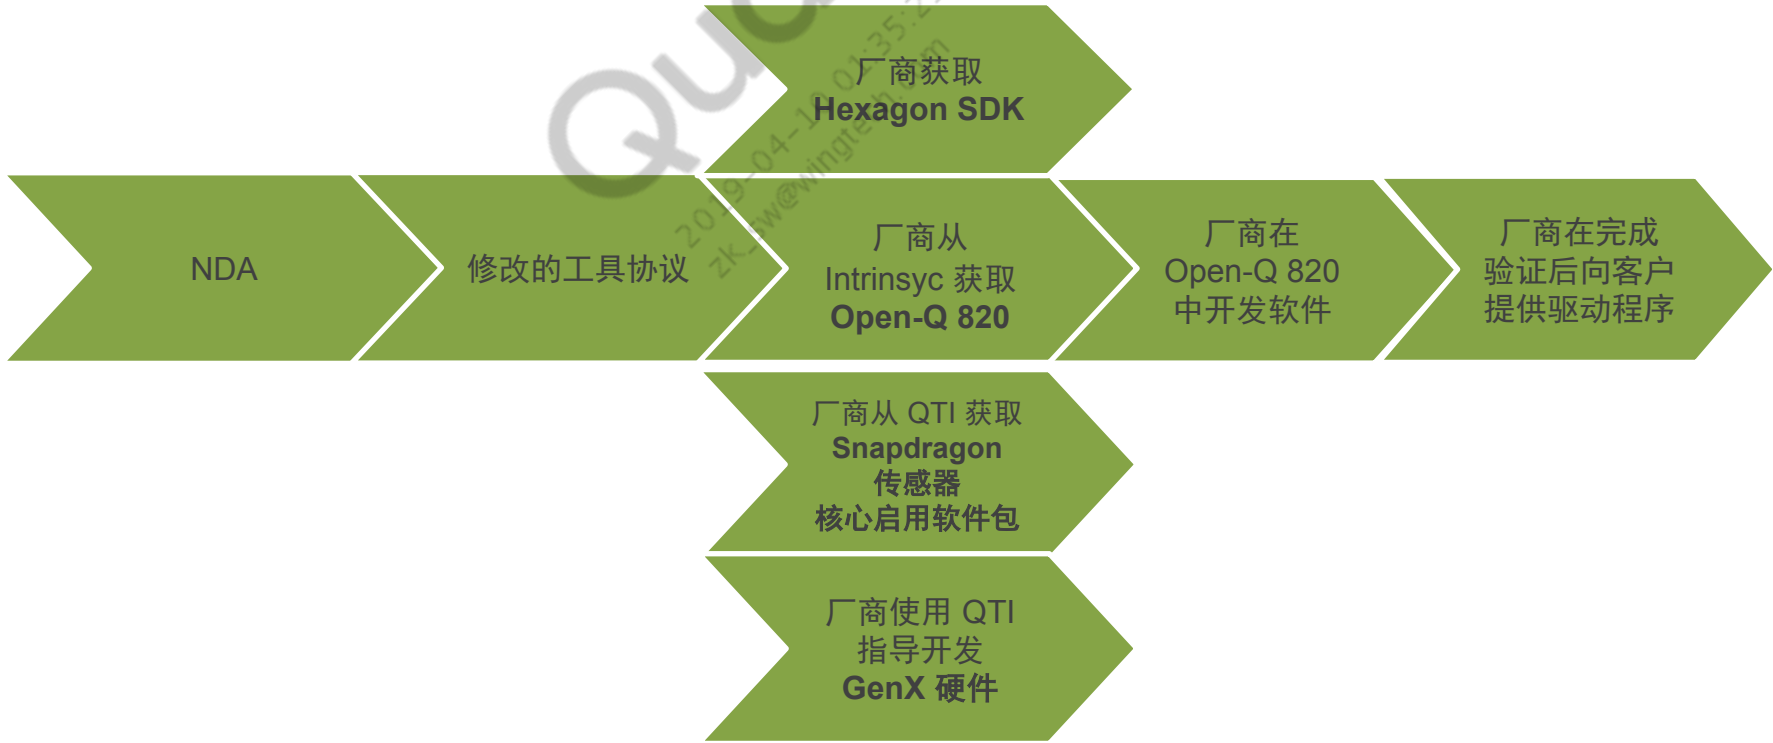 厂商获取
Hexagon SDK
NDA
修改的工具协议
厂商从
Intrinsyc 获取
Open-Q 820
厂商在
Open-Q 820
中开发软件
厂商在完成
验证后向客户
提供驱动程序
厂商从 QTI 获取
Snapdragon
传感器
核心启用软件包
厂商使用 QTI
指导开发
GenX 硬件